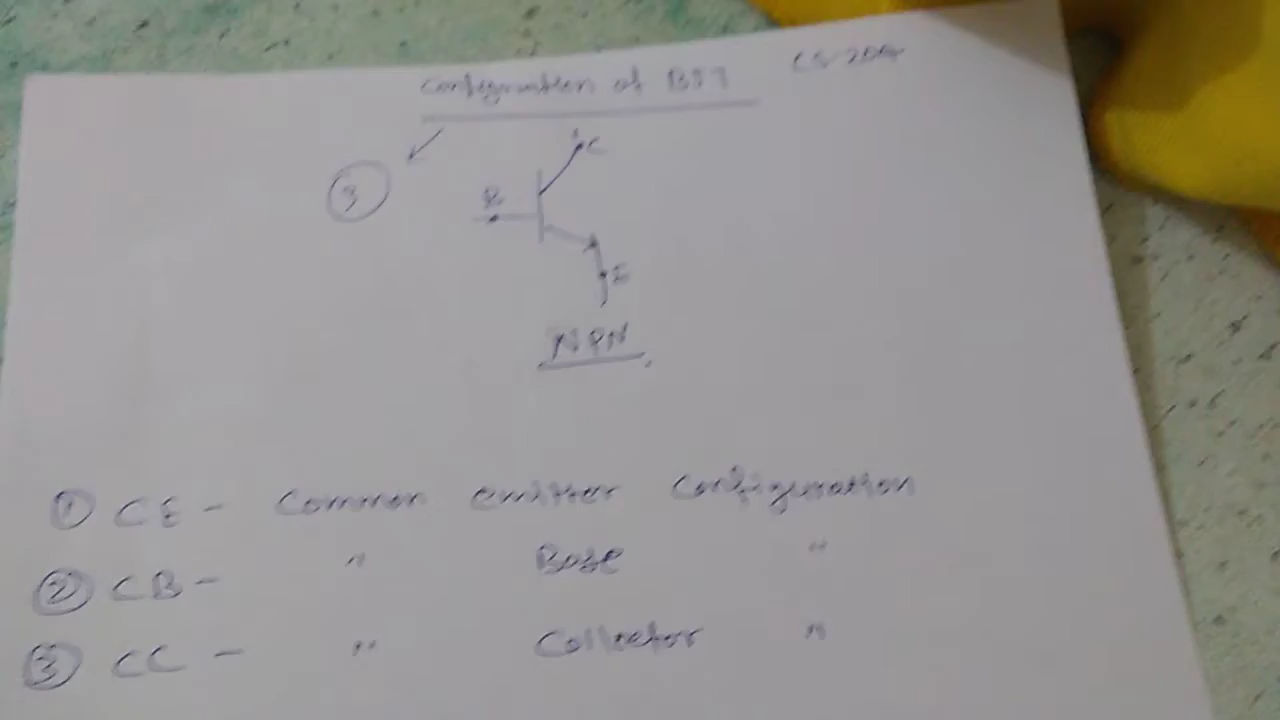 Configuration of BJT CS-204
3
C
B
E
NPN
1 CE - Common emitter Configuration
2 CB - " Base "
3 CC - " Collector "